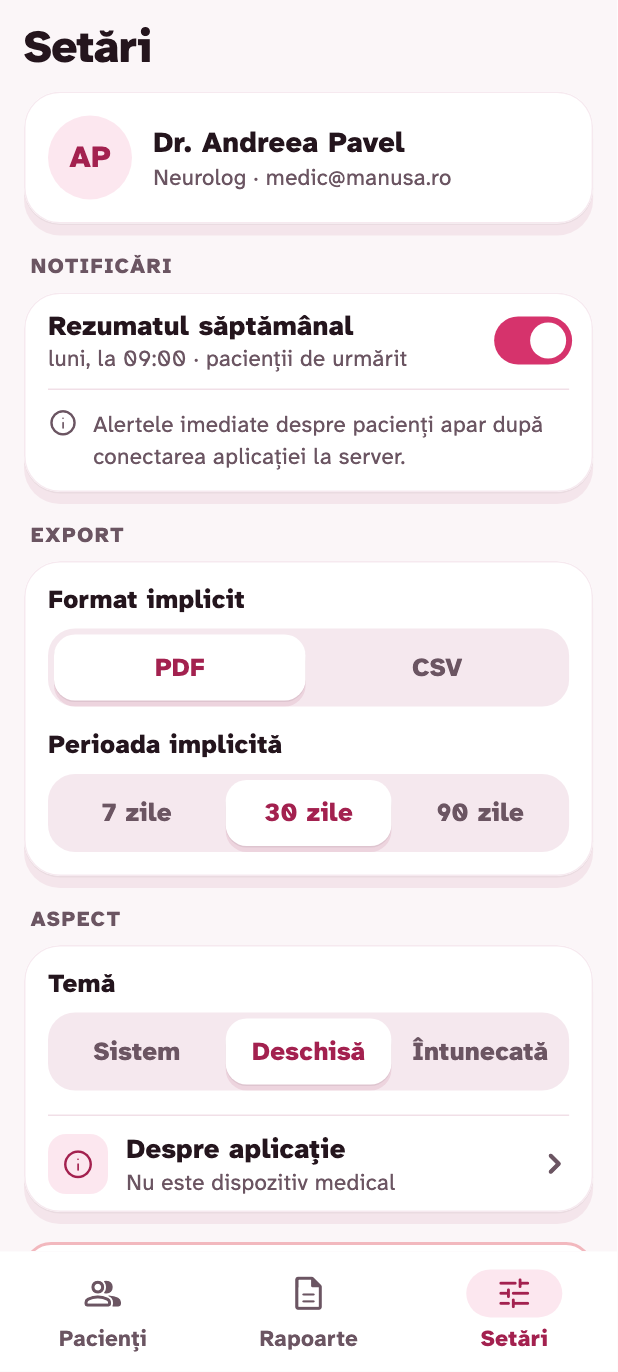 Setări
AP
Dr. Andreea Pavel
Neurolog · medic@manusa.ro
NOTIFICĂRI
Rezumatul săptămânal
luni, la 09:00 · pacienții de urmărit
Alertele imediate despre pacienți apar după
conectarea aplicației la server.
EXPORT
Format implicit
PDF CSV
Perioada implicită
7 zile 30 zile 90 zile
ASPECT
Temă
Sistem Deschisă Întunecată
Despre aplicație
Nu este dispozitiv medical
Pacienți Rapoarte Setări